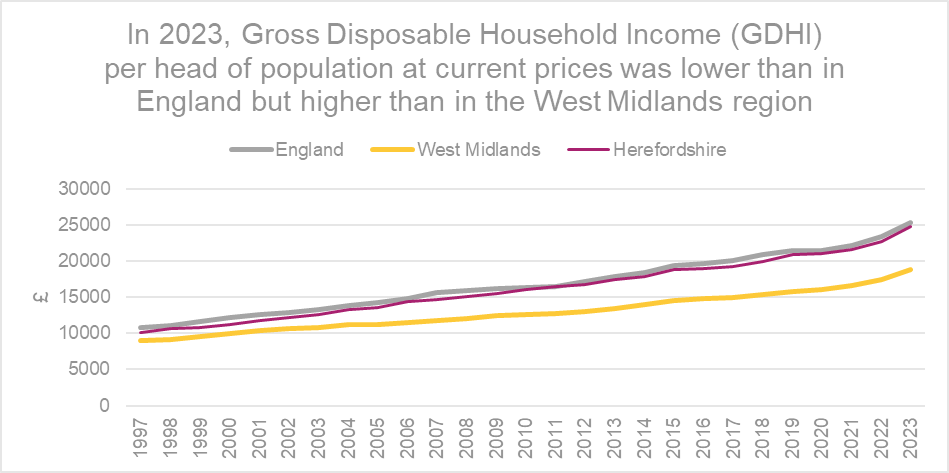 In 2023, Gross Disposable Household Income (GDHI)
per head of population at current prices was lower than in
England but higher than in the West Midlands region
England West Midlands Herefordshire
30000
25000
20000
15000
10000
5000
0
£
1997 1998 1999 2000 2001 2002 2003 2004 2005 2006 2007 2008 2009 2010 2011 2012 2013 2014 2015 2016 2017 2018 2019 2020 2021 2022 2023